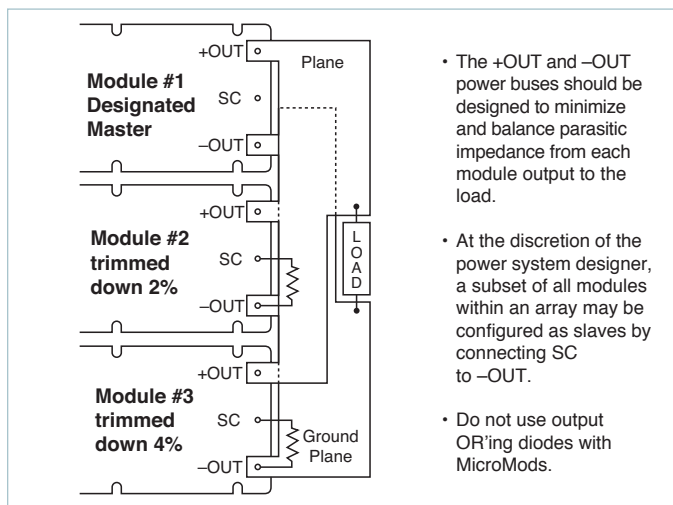 +OUT
Plane
Module #1
Designated
Master
SC
–OUT
+OUT
Module #2
trimmed
down 2%
SC
–OUT
LOAD
+OUT
Module #3
trimmed
down 4%
SC
Ground
Plane
–OUT
• The +OUT and –OUT
power buses should be
designed to minimize
and balance parasitic
impedance from each
module output to the
load.
• At the discretion of the
power system designer,
a subset of all modules
within an array may be
configured as slaves by
connecting SC
to –OUT.
• Do not use output
OR'ing diodes with
MicroMods.